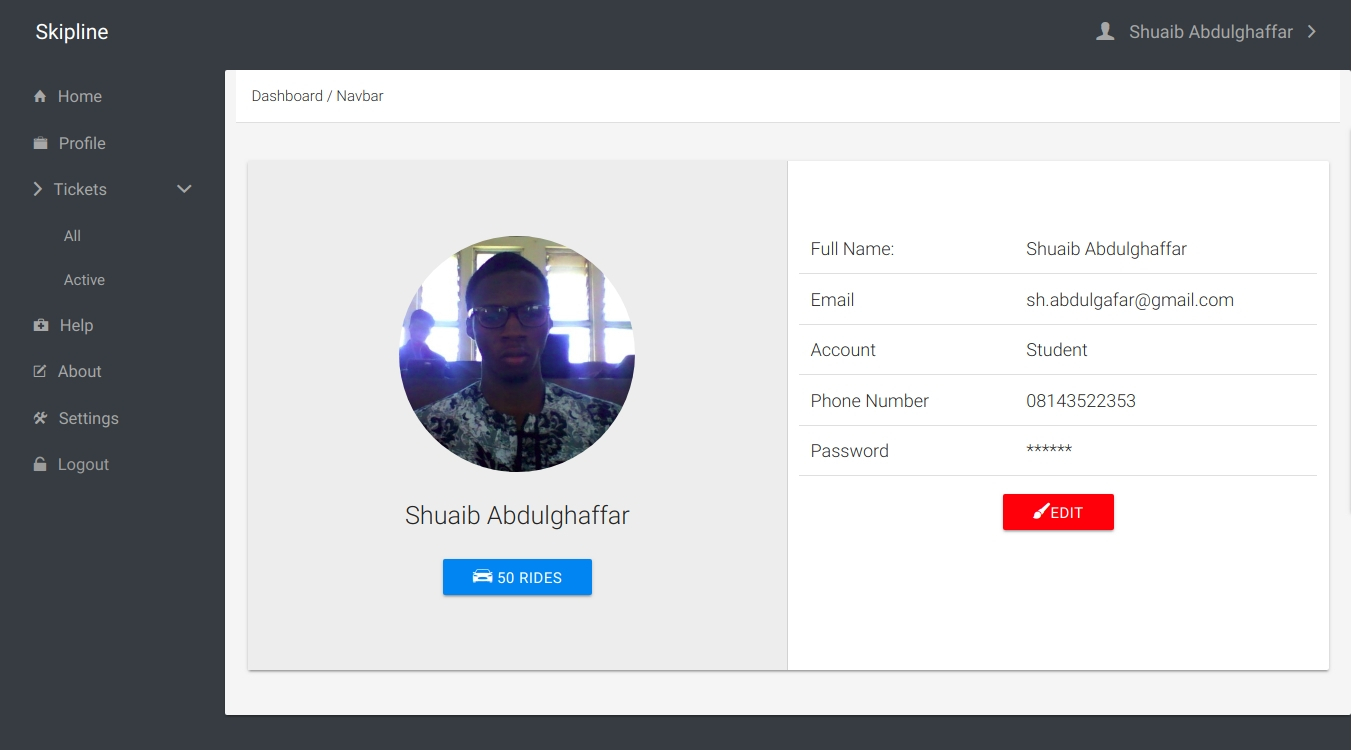 Skipline
Shuaib Abdulghaffar
Home
Profile
Tickets
All
Active
Help
About
Settings
Logout
Dashboard / Navbar
Shuaib Abdulghaffar
50 RIDES
Full Name: Shuaib Abdulghaffar
Email sh.abdulgafar@gmail.com
Account Student
Phone Number 08143522353
Password ******
EDIT